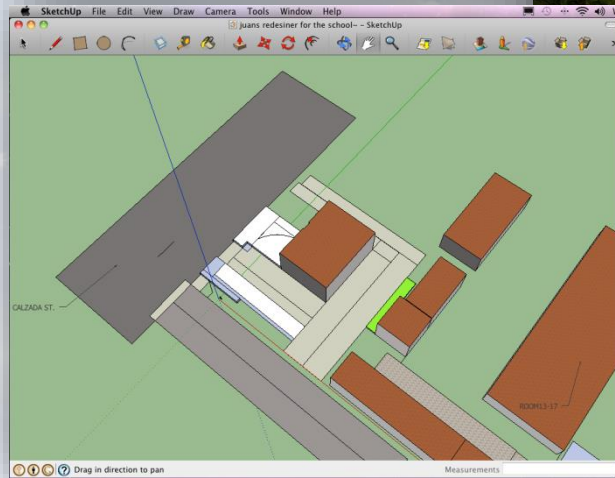 SketchUp File Edit View Draw Camera Tools Window Help
juans redesiner for the school~ – SketchUp
CALZADA ST.
ROOM13-17
Drag in direction to pan
Measurements